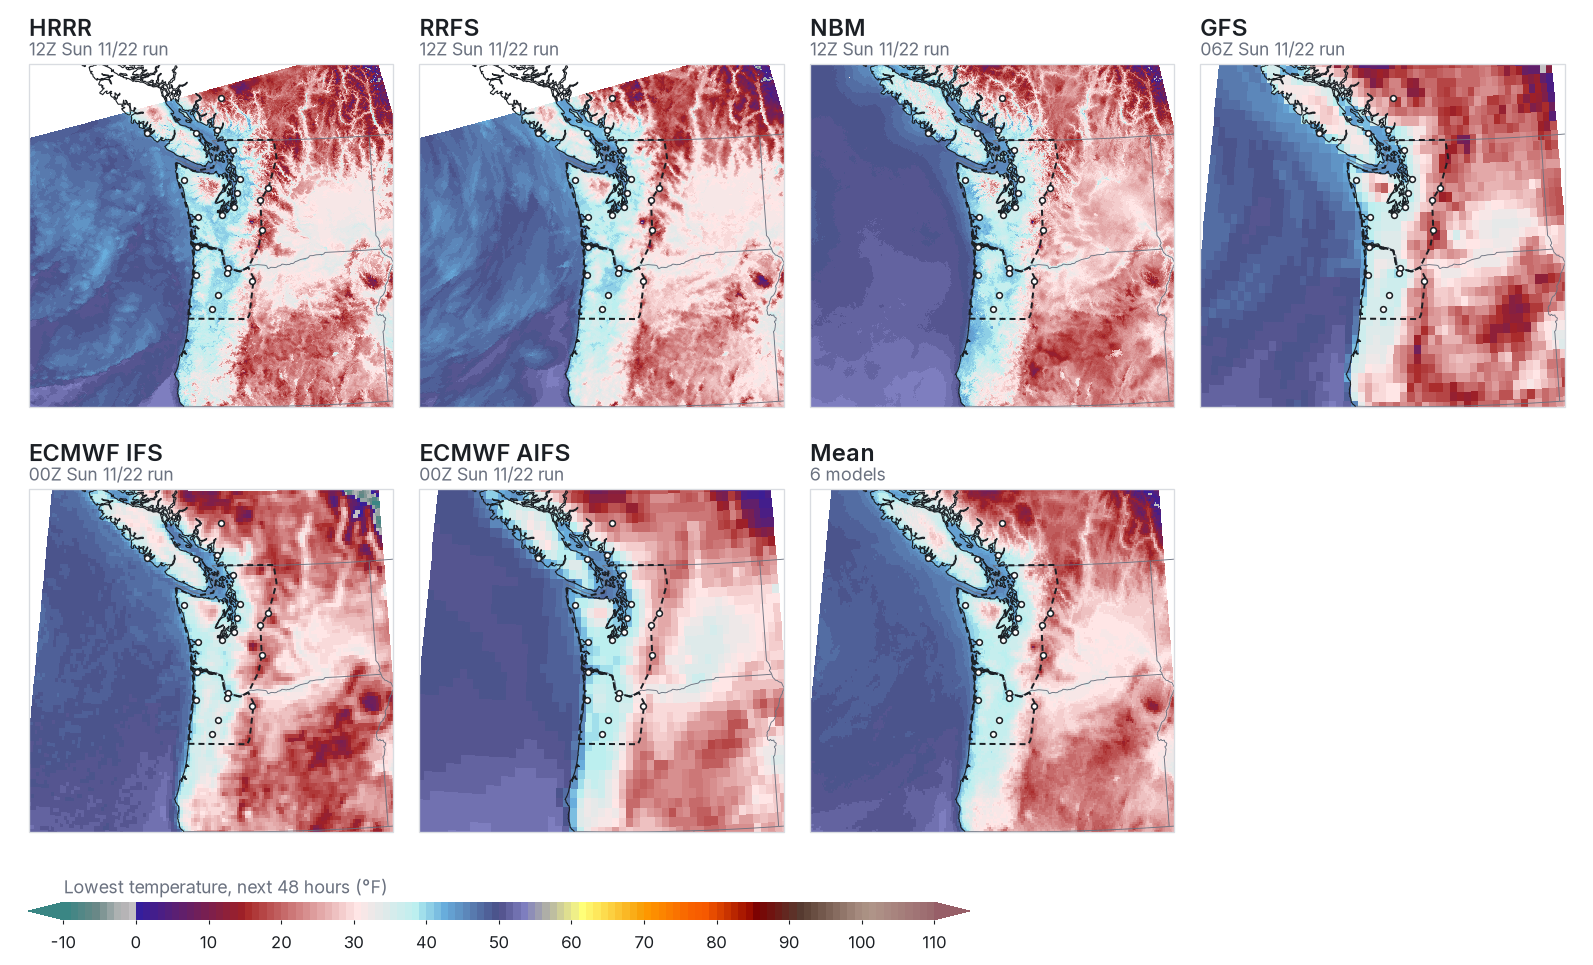 HRRR
12Z Sun 11/22 run
RRFS
12Z Sun 11/22 run
NBM
12Z Sun 11/22 run
GFS
06Z Sun 11/22 run
ECMWF IFS
00Z Sun 11/22 run
ECMWF AIFS
00Z Sun 11/22 run
Mean
6 models
Lowest temperature, next 48 hours (°F)
-10 0 10 20 30 40 50 60 70 80 90 100 110